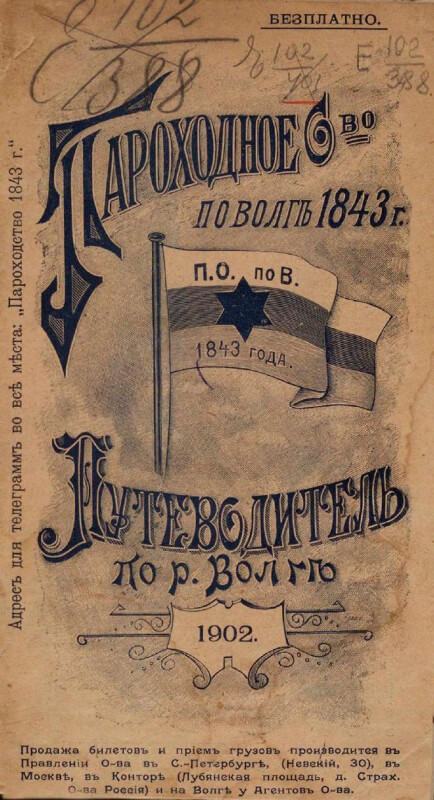 БЕЗПЛАТНО.
102
388
Е 102
388.
ПАРОХОДНОЕ О-ВО
ПО ВОЛГѢ 1843 г.
П.О. по В.
1843 ГОДА.
ПУТЕВОДИТЕЛЬ
по р. Волгѣ
1902.
Адресъ для телеграммъ во всѣ мѣста: „Пароходство 1843 г."
Продажа билетовъ и пріемъ грузовъ производится въ
Правленіи О-ва въ С.-Петербургѣ, (Невскій, 30), въ
Москвѣ, въ Конторѣ (Лубянская площадь, д. Страх.
О-ва Россія) и на Волгѣ у Агентовъ О-ва.